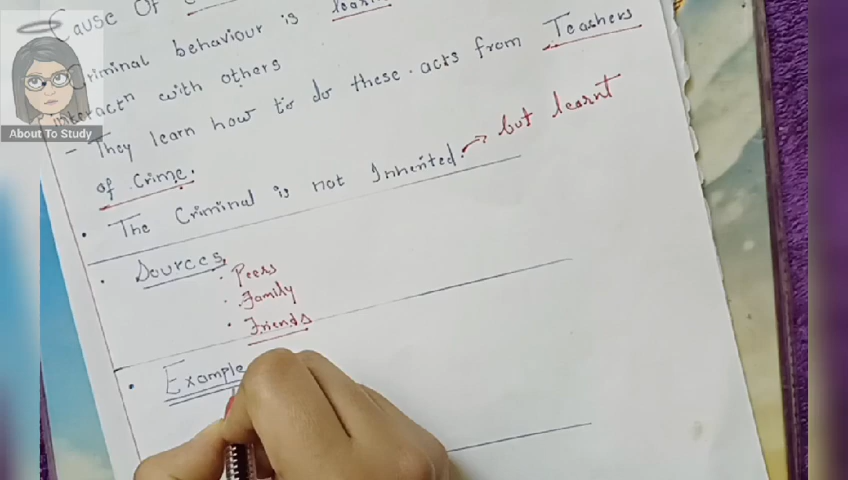 Cause Of
Criminal behaviour is
Interactn with others
- They learn how to do these acts from Teachers
of Crime.
• The Criminal is not Inherited. → but learnt
• Sources
• Peers
• Family
• Friends
• Example
About To Study